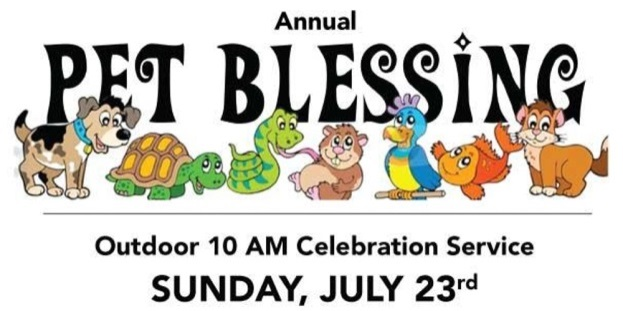 Annual
PET BLESSING
Outdoor 10 AM Celebration Service
SUNDAY, JULY 23rd